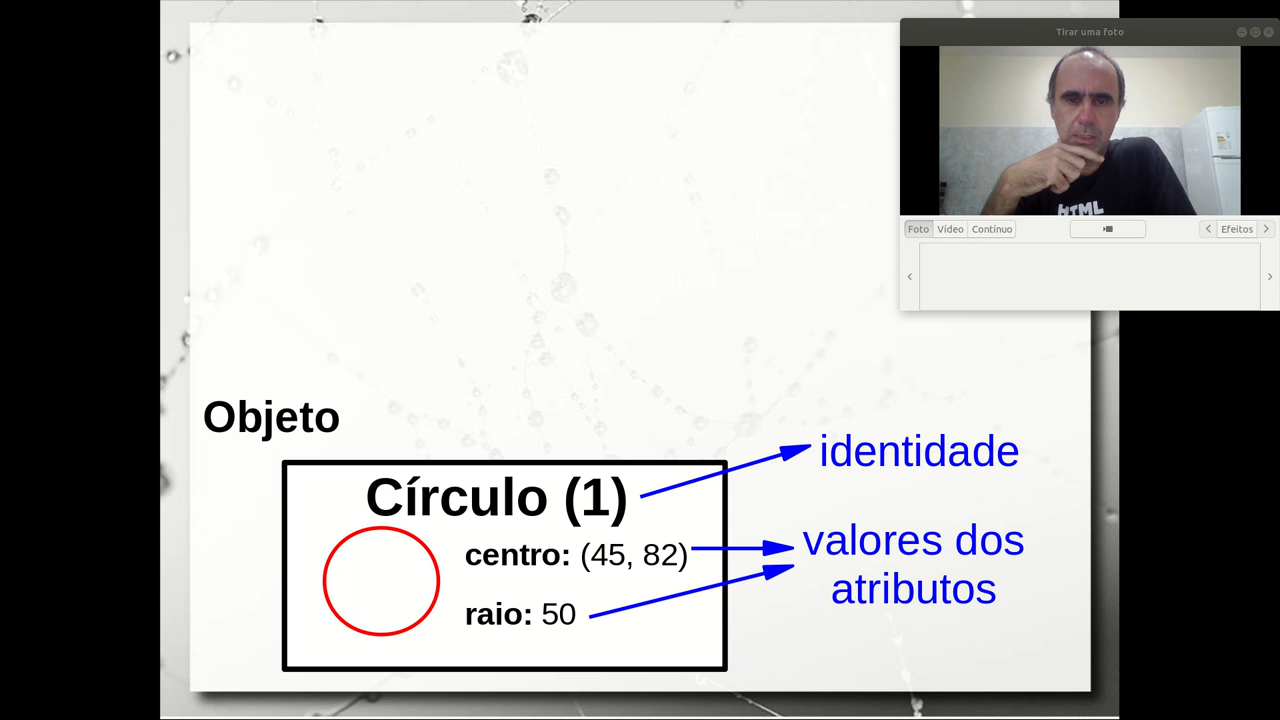 Tirar uma foto
HTML
Foto Vídeo Contínuo Efeitos
Objeto
identidade
Círculo (1)
centro: (45, 82)
raio: 50
valores dos
atributos